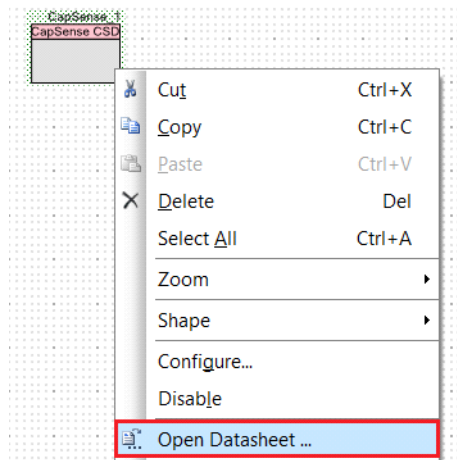 CapSense_1
CapSense CSD
Cut Ctrl+X
Copy Ctrl+C
Paste Ctrl+V
Delete Del
Select All Ctrl+A
Zoom
Shape
Configure...
Disable
Open Datasheet ...